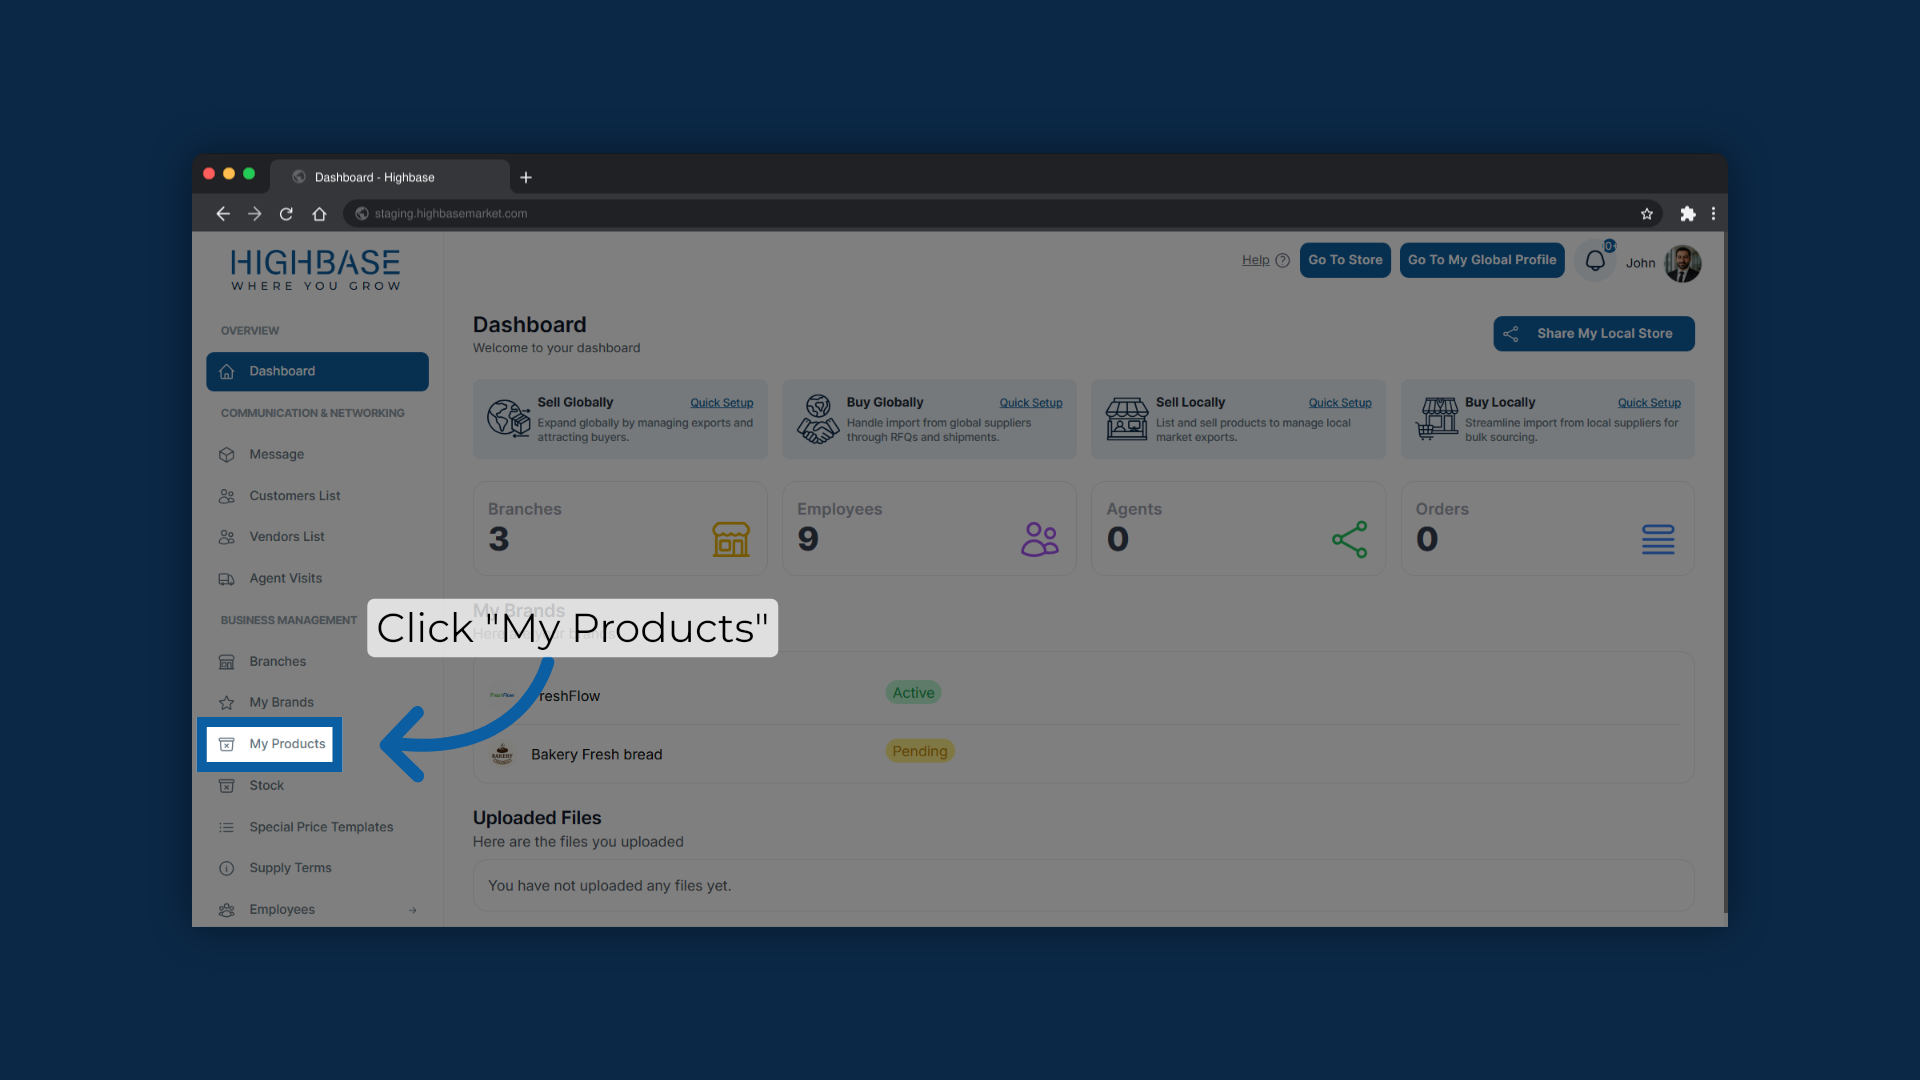 Dashboard - Highbase
staging.highbasemarket.com
HIGHBASE
WHERE YOU GROW
Help
Go To Store
Go To My Global Profile
John
OVERVIEW
Dashboard
COMMUNICATION & NETWORKING
Message
Customers List
Vendors List
Agent Visits
BUSINESS MANAGEMENT
Branches
My Brands
My Products
Stock
Special Price Templates
Supply Terms
Employees
Dashboard
Welcome to your dashboard
Share My Local Store
Sell Globally
Quick Setup
Expand globally by managing exports and
attracting buyers.
Buy Globally
Quick Setup
Handle import from global suppliers
through RFQs and shipments.
Sell Locally
Quick Setup
List and sell products to manage local
market exports.
Buy Locally
Quick Setup
Streamline import from local suppliers for
bulk sourcing.
Branches
3
Employees
9
Agents
0
Orders
0
My Brands
Click "My Products"
reshFlow
Active
Bakery Fresh bread
Pending
Uploaded Files
Here are the files you uploaded
You have not uploaded any files yet.